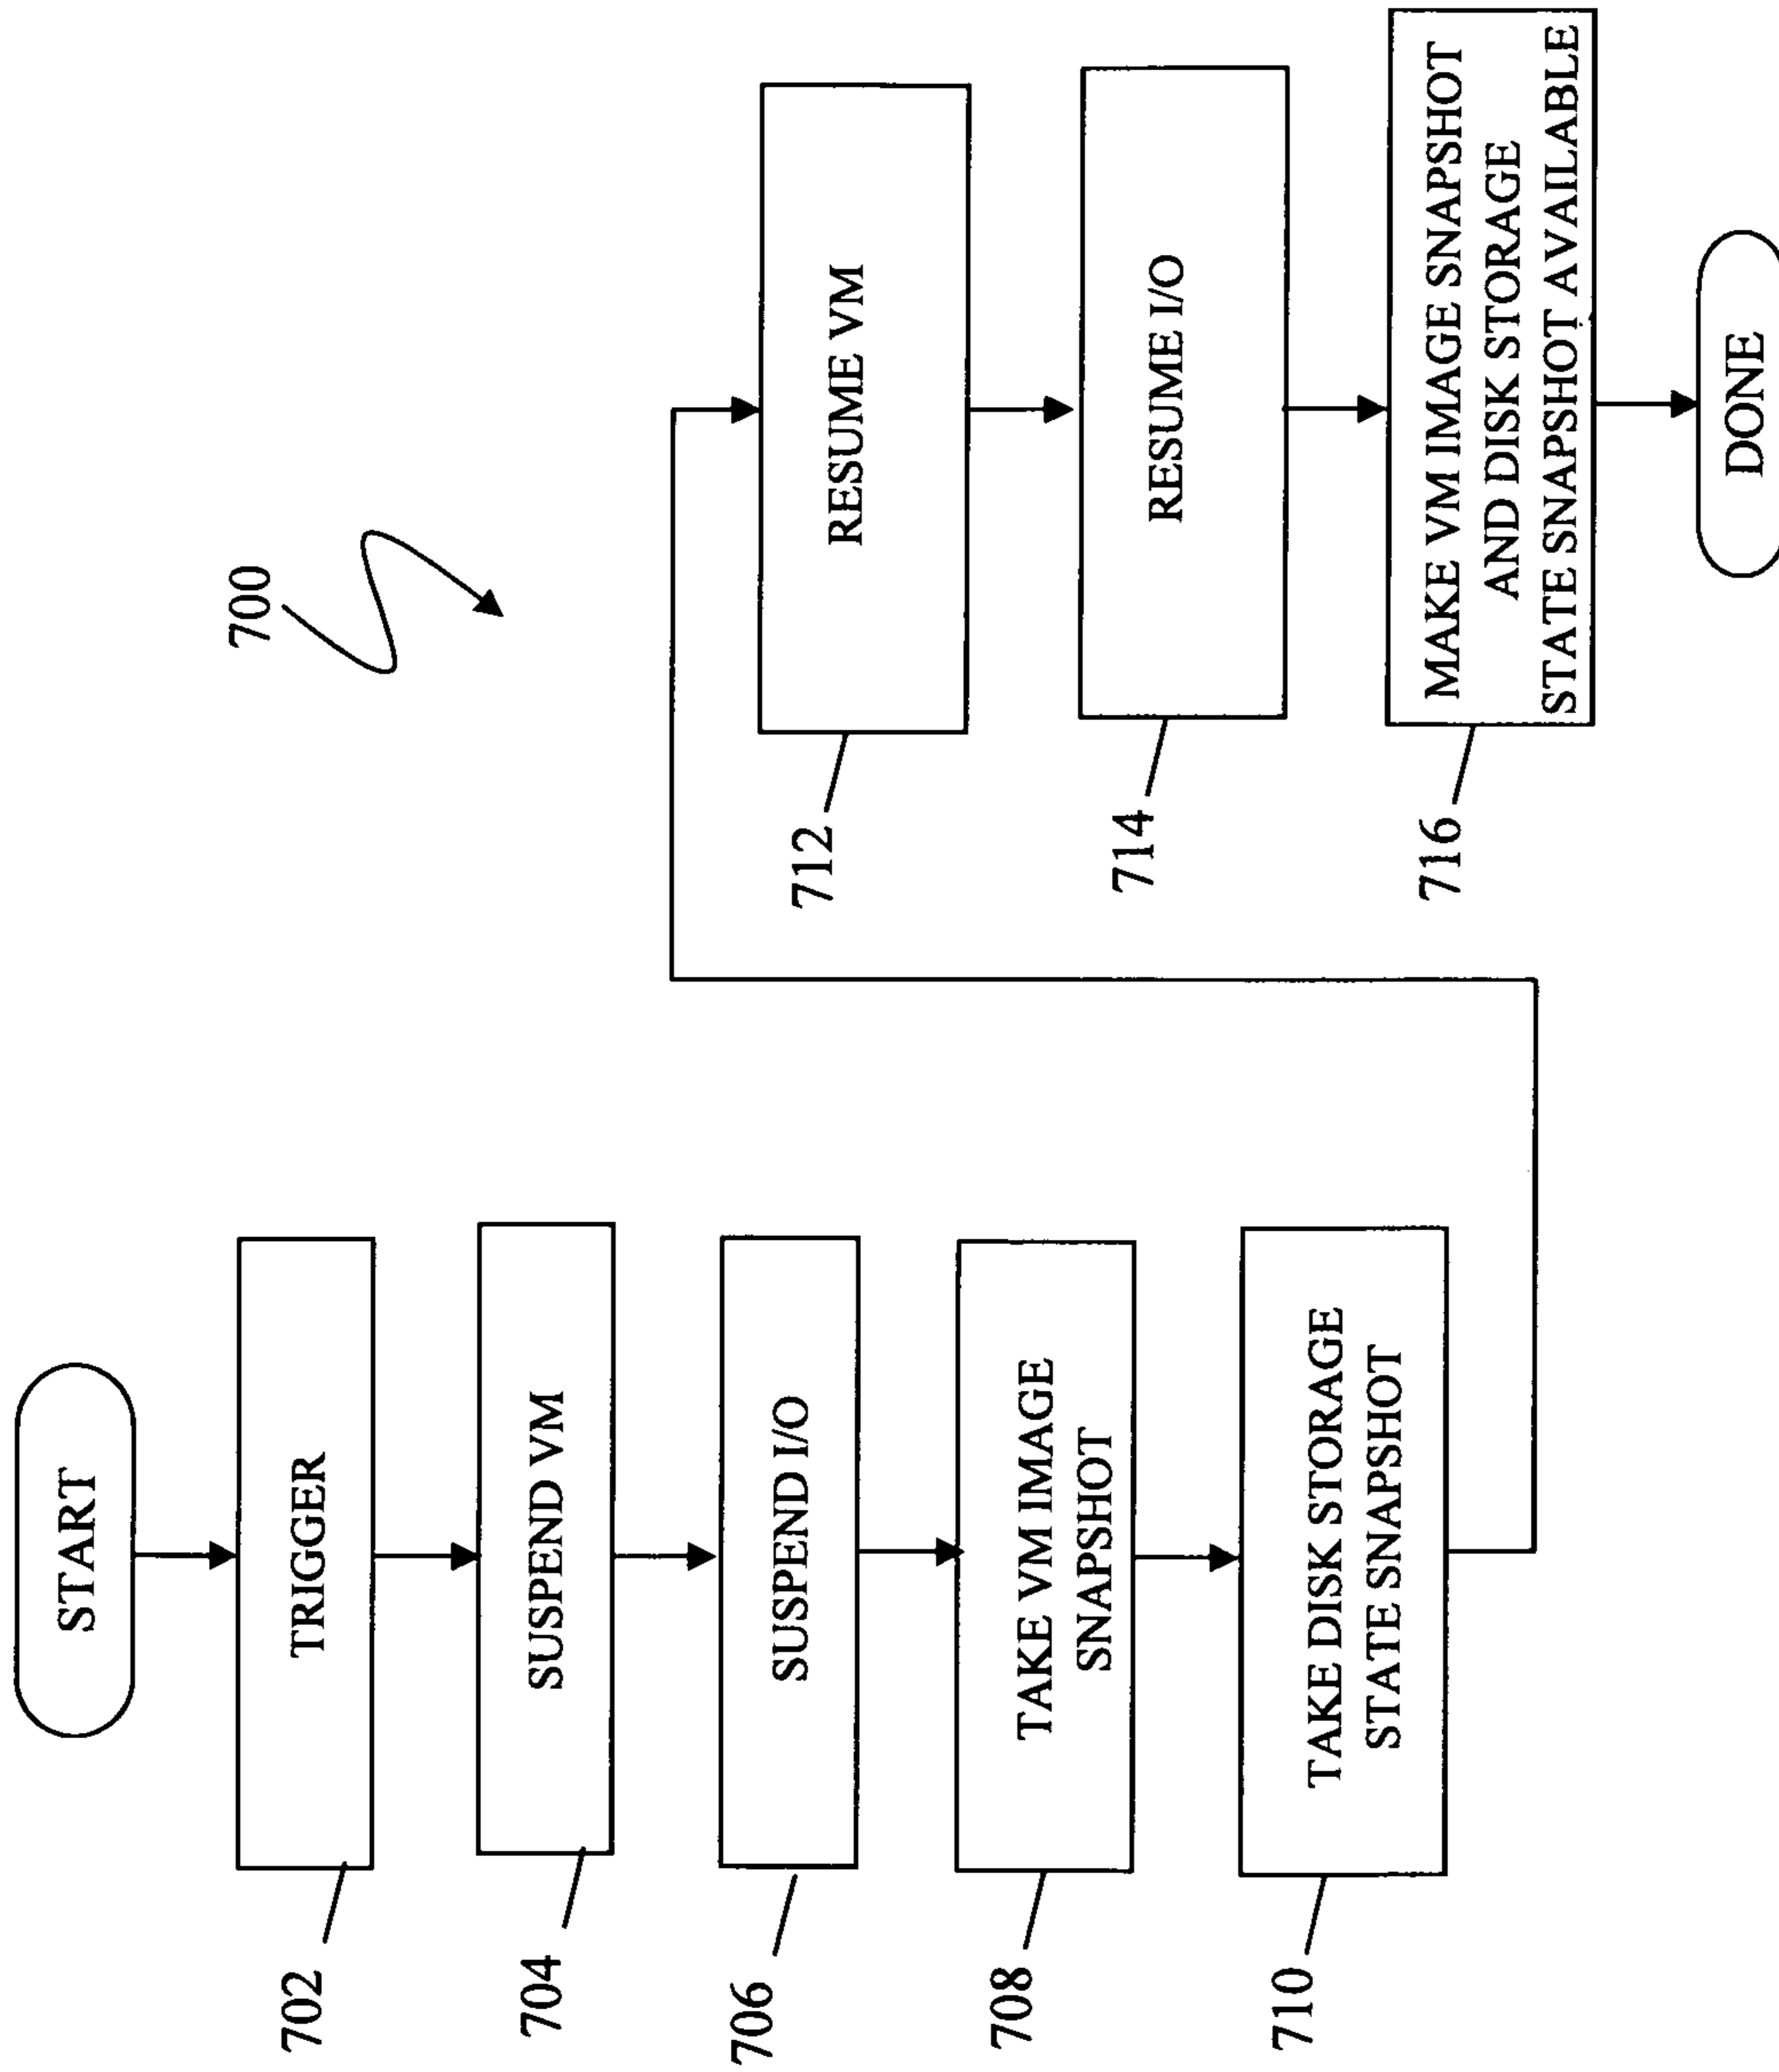 START
702
TRIGGER
704
SUSPEND VM
706
SUSPEND I/O
708
TAKE VM IMAGE
SNAPSHOT
710
TAKE DISK STORAGE
STATE SNAPSHOT
700
712
RESUME VM
714
RESUME I/O
716
MAKE VM IMAGE SNAPSHOT
AND DISK STORAGE
STATE SNAPSHOT AVAILABLE
DONE